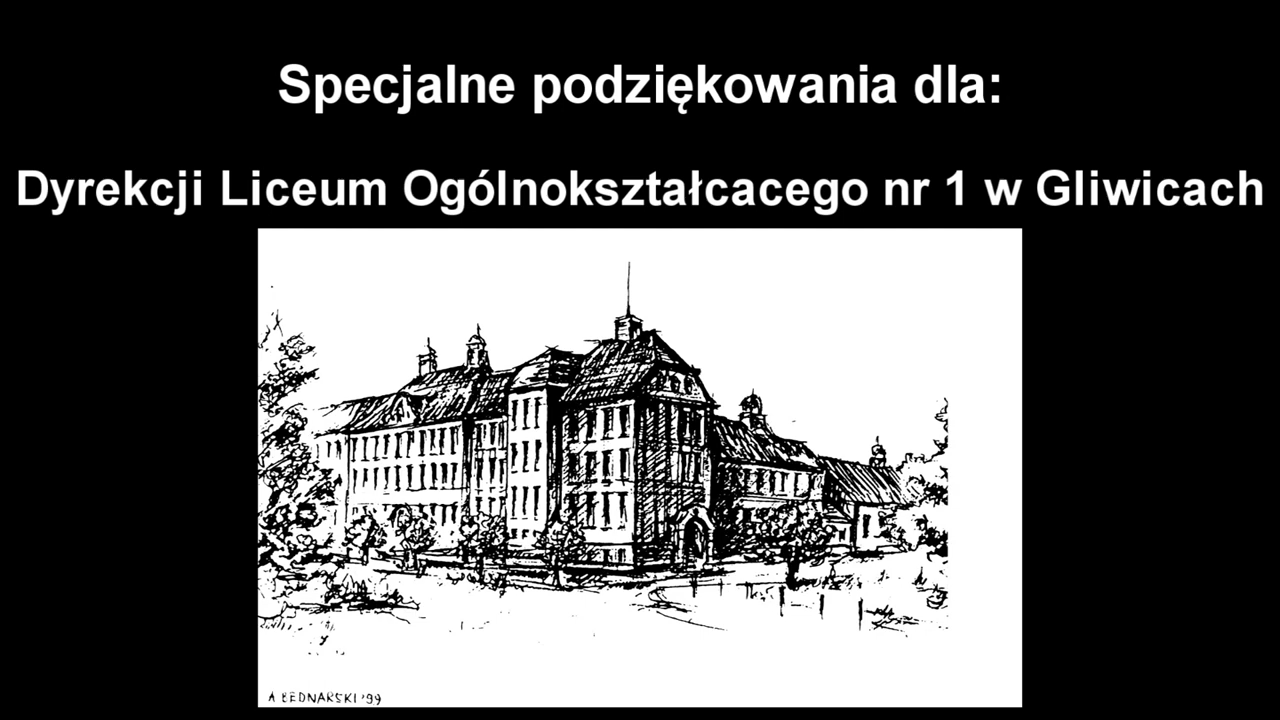 Specjalne podziękowania dla:
Dyrekcji Liceum Ogólnokształcacego nr 1 w Gliwicach
A BEDNARSKI '99